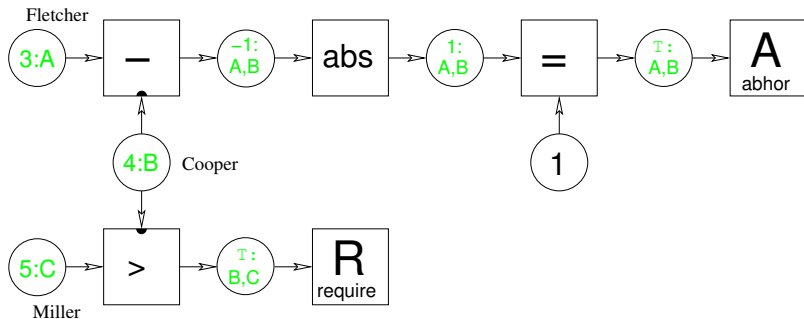 Fletcher
3:A
−
−1:
A,B
abs
1:
A,B
=
T:
A,B
A
abhor
4:B
Cooper
1
5:C
Miller
>
T:
B,C
R
require